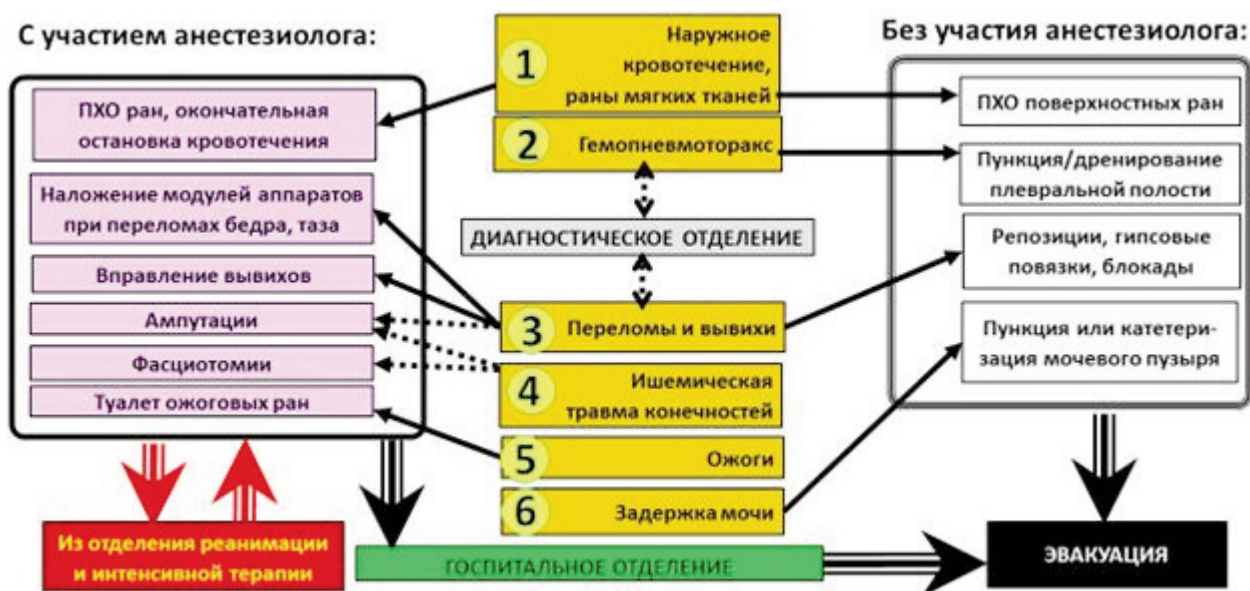 С участием анестезиолога:
ПХО ран, окончательная
остановка кровотечения
Наложение модулей аппаратов
при переломах бедра, таза
Вправление вывихов
Ампутации
Фасциотомии
Туалет ожоговых ран
Из отделения реанимации
и интенсивной терапии
1
Наружное
кровотечение,
раны мягких тканей
2
Гемопневмоторакс
ДИАГНОСТИЧЕСКОЕ ОТДЕЛЕНИЕ
3
Переломы и вывихи
4
Ишемическая
травма конечностей
5
Ожоги
6
Задержка мочи
ГОСПИТАЛЬНОЕ ОТДЕЛЕНИЕ
Без участия анестезиолога:
ПХО поверхностных ран
Пункция/дренирование
плевральной полости
Репозиции, гипсовые
повязки, блокады
Пункция или катетери-
зация мочевого пузыря
ЭВАКУАЦИЯ